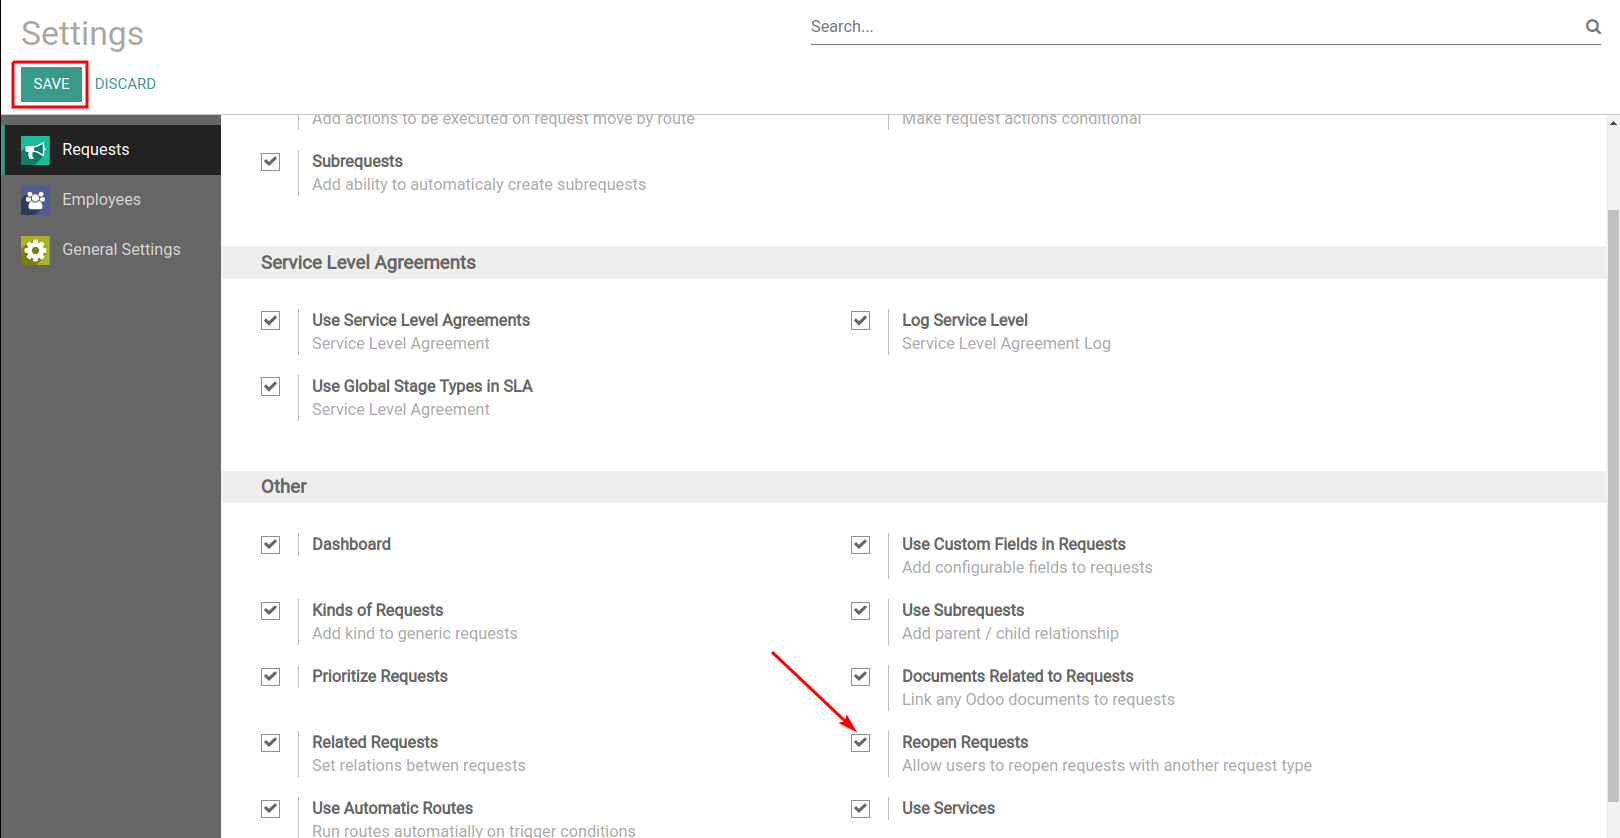 Settings
Search...
SAVE
DISCARD
Requests
Employees
General Settings
Add actions to be executed on request move by route
Make request actions conditional
Subrequests
Add ability to automaticaly create subrequests
Service Level Agreements
Use Service Level Agreements
Service Level Agreement
Log Service Level
Service Level Agreement Log
Use Global Stage Types in SLA
Service Level Agreement
Other
Dashboard
Use Custom Fields in Requests
Add configurable fields to requests
Kinds of Requests
Add kind to generic requests
Use Subrequests
Add parent / child relationship
Prioritize Requests
Documents Related to Requests
Link any Odoo documents to requests
Related Requests
Set relations betwen requests
Reopen Requests
Allow users to reopen requests with another request type
Use Automatic Routes
Run routes automatially on trigger conditions
Use Services